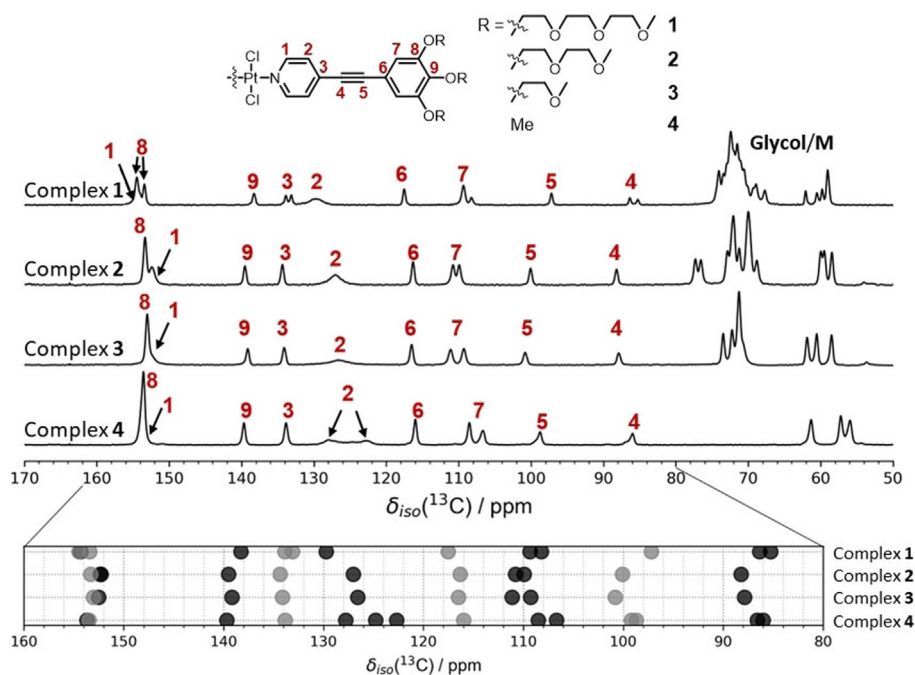 R = O O O 1
O O 2
O 3
Me 4
Cl Pt N Cl 1 2 3 4 5 6 7 8 9 OR OR OR
Glycol/M
Complex 1 1 8 9 3 2 6 7 5 4
Complex 2 8 1 9 3 2 6 7 5 4
Complex 3 8 1 9 3 2 6 7 5 4
Complex 4 8 1 9 3 2 6 7 5 4
170 160 150 140 130 120 110 100 90 80 70 60 50
δiso(¹³C) / ppm
Complex 1
Complex 2
Complex 3
Complex 4
160 150 140 130 120 110 100 90 80
δiso(¹³C) / ppm